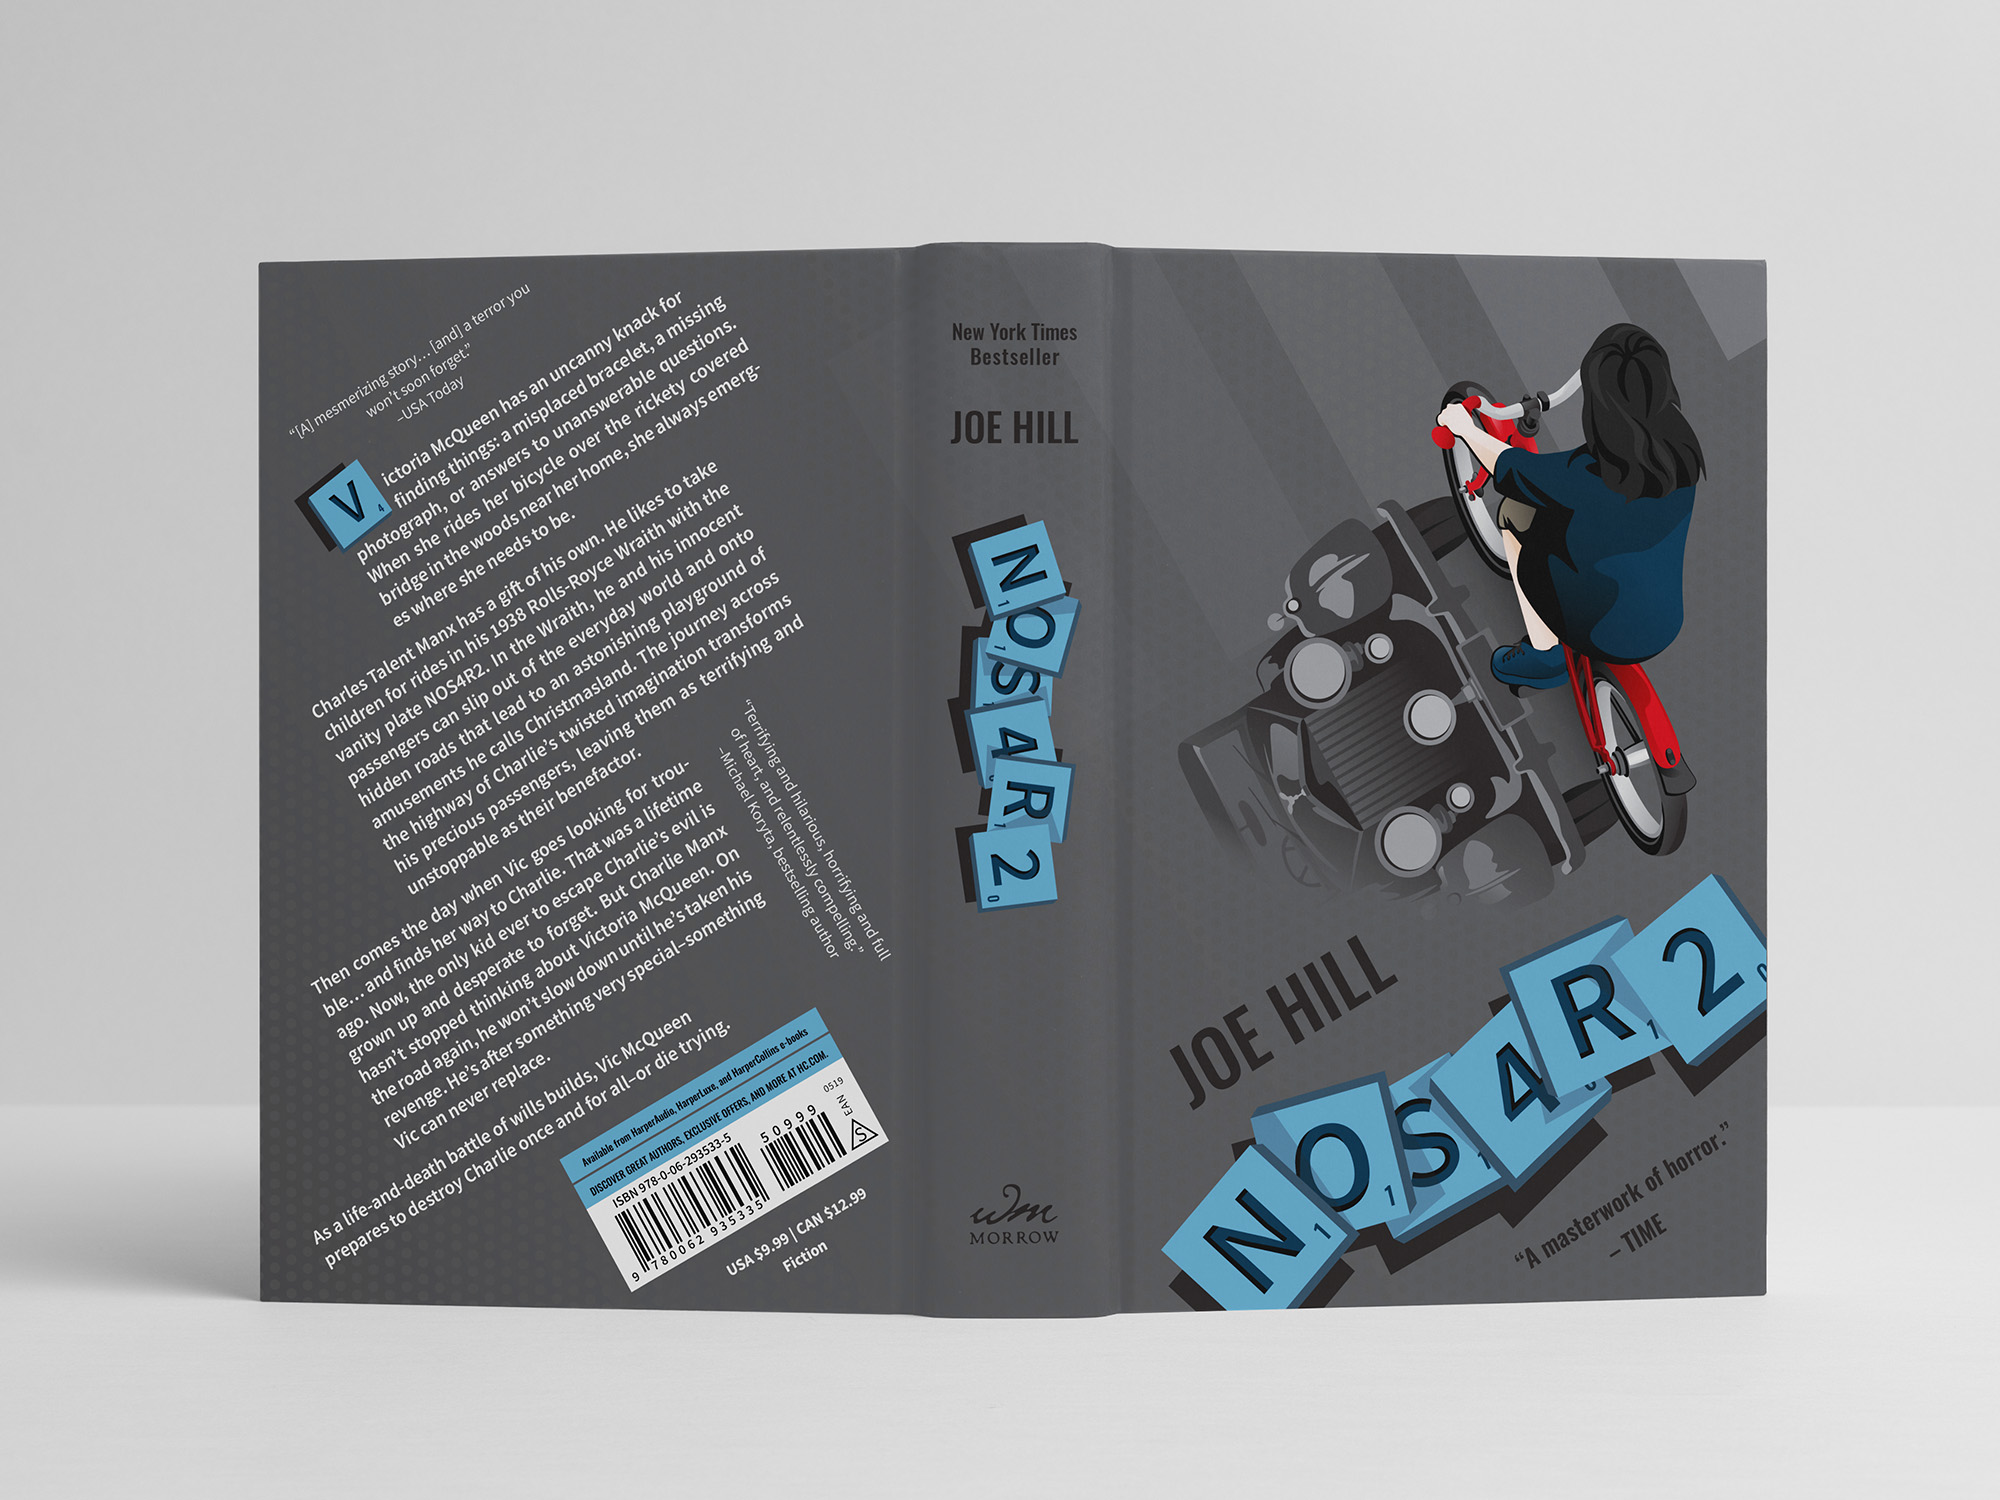 “[A] mesmerizing story... [and] a terror you
won’t soon forget.”
–USA Today
V 4
ictoria McQueen has an uncanny knack for
finding things: a misplaced bracelet, a missing
photograph, or answers to unanswerable questions.
When she rides her bicycle over the rickety covered
bridge in the woods near her home, she always emerg-
es where she needs to be.
Charles Talent Manx has a gift of his own. He likes to take
children for rides in his 1938 Rolls-Royce Wraith with the
vanity plate NOS4R2. In the Wraith, he and his innocent
passengers can slip out of the everyday world and onto
hidden roads that lead to an astonishing playground of
amusements he calls Christmasland. The journey across
the highway of Charlie’s twisted imagination transforms
his precious passengers, leaving them as terrifying and
unstoppable as their benefactor.
Then comes the day when Vic goes looking for trou-
ble... and finds her way to Charlie. That was a lifetime
ago. Now, the only kid ever to escape Charlie’s evil is
grown up and desperate to forget. But Charlie Manx
hasn’t stopped thinking about Victoria McQueen. On
the road again, he won’t slow down until he’s taken his
revenge. He’s after something very special–something
Vic can never replace.
As a life-and-death battle of wills builds, Vic McQueen
prepares to destroy Charlie once and for all–or die trying.
“Terrifying and hilarious, horrifying and full
of heart, and relentlessly compelling.”
–Michael Koryta, bestselling author
Available from HarperAudio, HarperLuxe, and HarperCollins e-books
DISCOVER GREAT AUTHORS, EXCLUSIVE OFFERS, AND MORE AT HC.COM.
0519
ISBN 978-0-06-293533-5
50999
EAN
S
9 780062 935335
USA $9.99 | CAN $12.99
Fiction
New York Times
Bestseller
JOE HILL
NOS4R2
wm
MORROW
JOE HILL
NOS4R2
“A masterwork of horror.”
– TIME